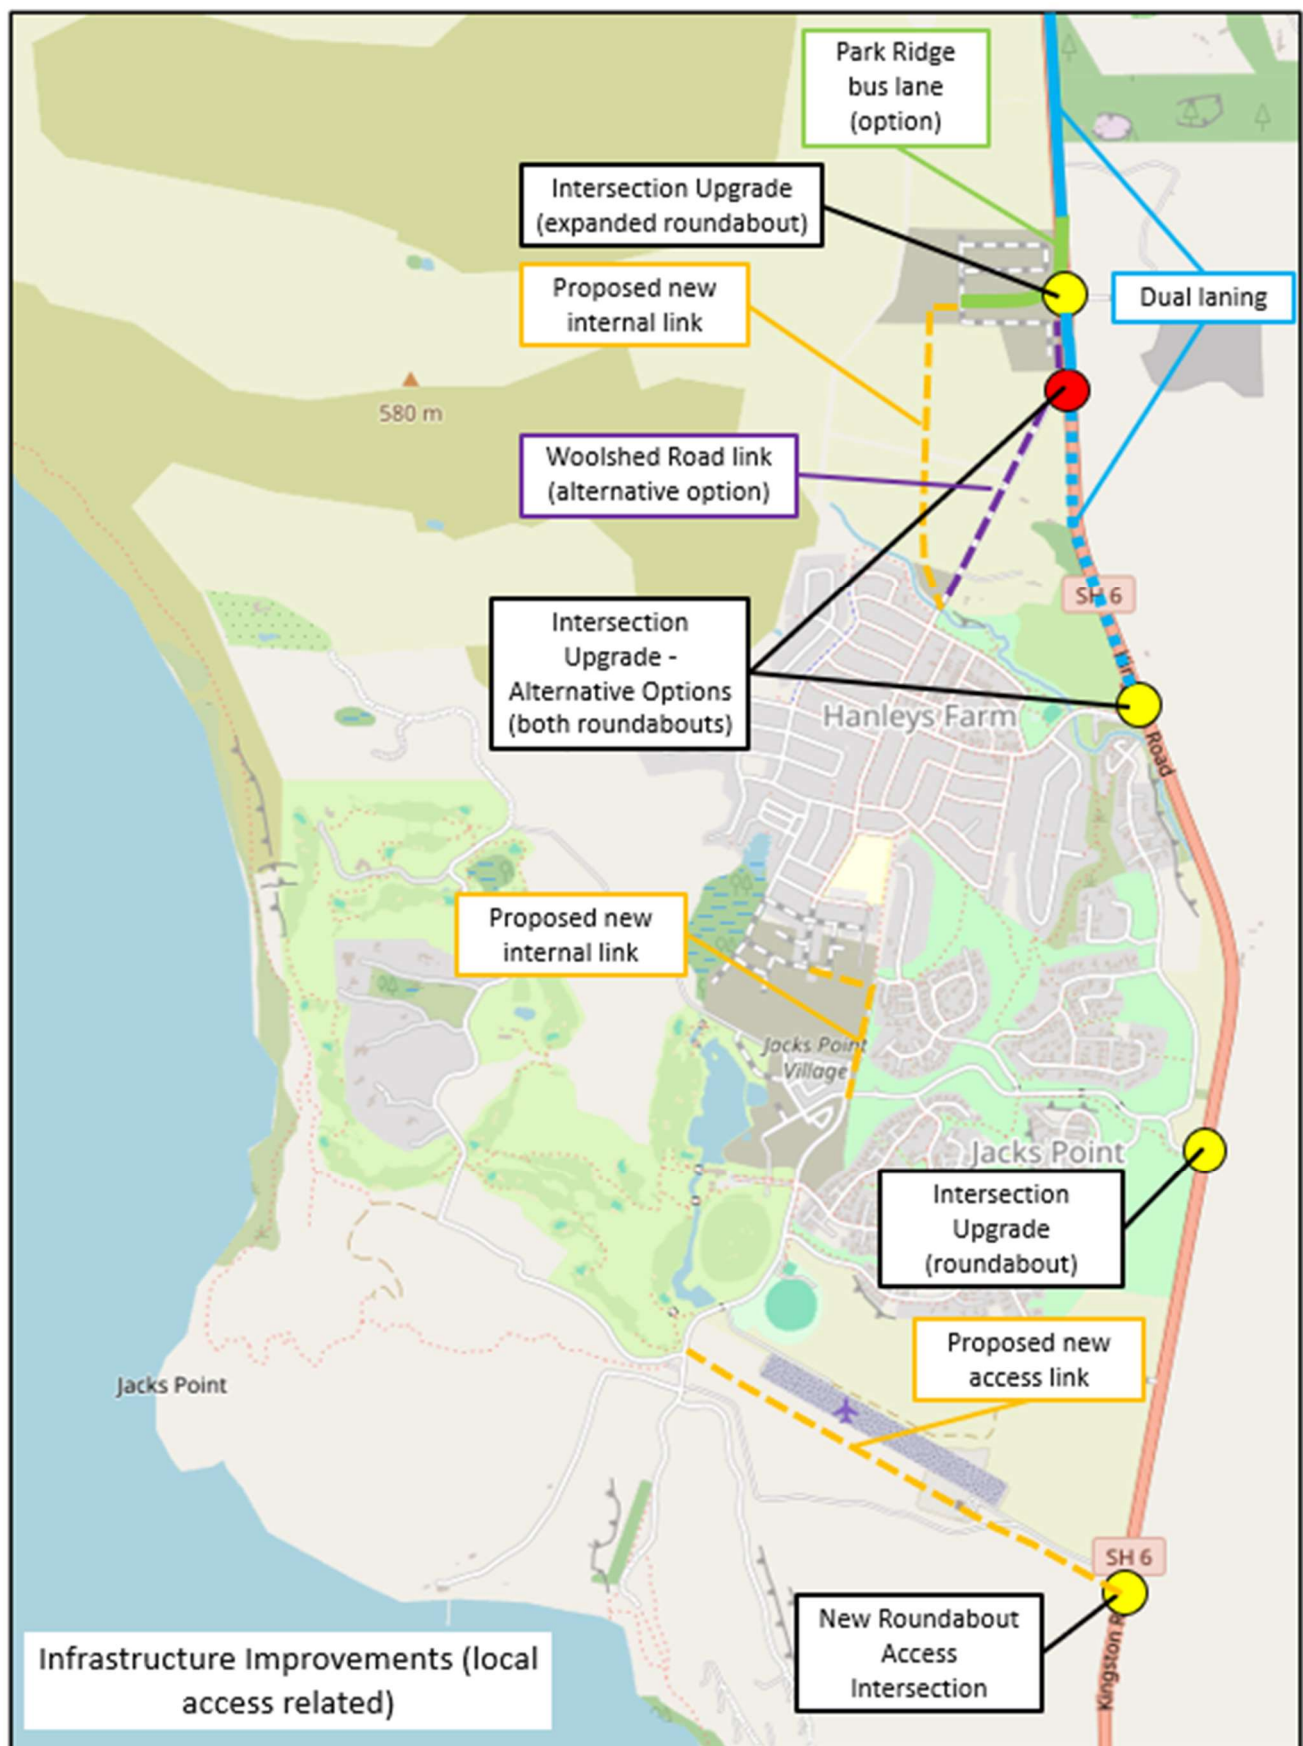 Park Ridge
bus lane
(option)
Intersection Upgrade
(expanded roundabout)
Proposed new
internal link
Dual laning
580 m
Woolshed Road link
(alternative option)
SH 6
Intersection
Upgrade -
Alternative Options
(both roundabouts)
Hanleys Farm
Road
Proposed new
internal link
Jacks Point
Village
Jacks Point
Intersection
Upgrade
(roundabout)
Proposed new
access link
Jacks Point
SH 6
New Roundabout
Access
Intersection
Kingston
Infrastructure Improvements (local
access related)